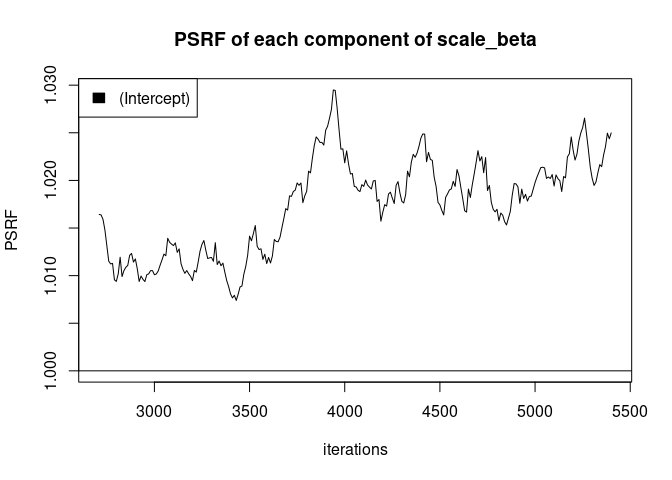 PSRF of each component of scale_beta
(Intercept)
PSRF
1.030
1.020
1.010
1.000
3000 3500 4000 4500 5000 5500
iterations